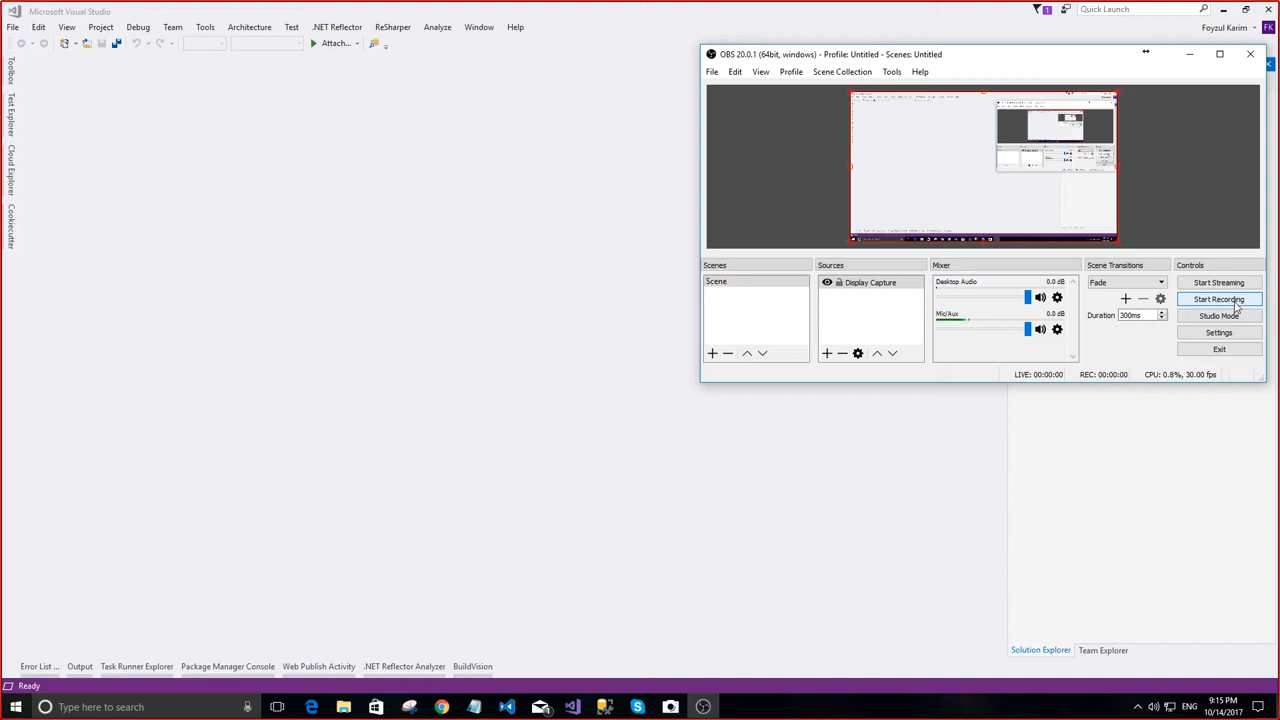 Microsoft Visual Studio
1
Quick Launch
File Edit View Project Debug Team Tools Architecture Test .NET Reflector ReSharper Analyze Window Help
Foyzul Karim FK
Attach...
Toolbox
Test Explorer
Cloud Explorer
Cookiecutter
OBS 20.0.1 (64bit, windows) - Profile: Untitled - Scenes: Untitled
File Edit View Profile Scene Collection Tools Help
Scenes Sources Mixer Scene Transitions Controls
Scene
Display Capture
Desktop Audio 0.0 dB
Mic/Aux 0.0 dB
Fade
Duration 300ms
Start Streaming
Start Recording
Studio Mode
Settings
Exit
LIVE: 00:00:00 REC: 00:00:00 CPU: 0.8%, 30.00 fps
Solution Explorer Team Explorer
Error List ... Output Task Runner Explorer Package Manager Console Web Publish Activity .NET Reflector Analyzer BuildVision
Ready
Type here to search
ENG
9:15 PM
10/14/2017